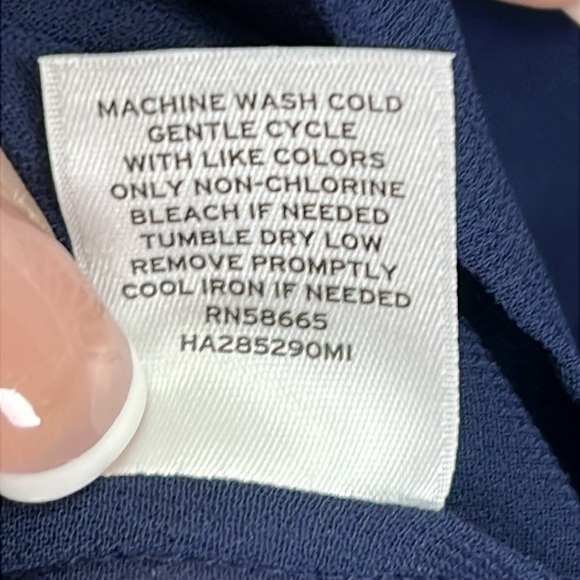 MACHINE WASH COLD
GENTLE CYCLE
WITH LIKE COLORS
ONLY NON-CHLORINE
BLEACH IF NEEDED
TUMBLE DRY LOW
REMOVE PROMPTLY
COOL IRON IF NEEDED
RN58665
HA285290MI